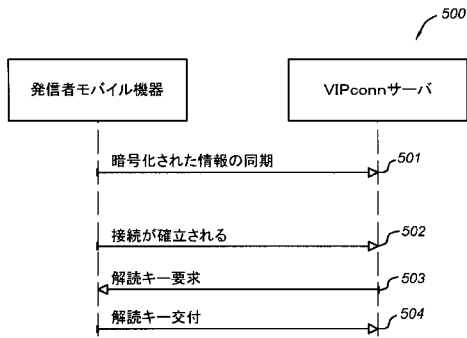 500
発信者モバイル機器
VIPconnサーバ
暗号化された情報の同期
501
接続が確立される
502
解読キー要求
503
解読キー交付
504